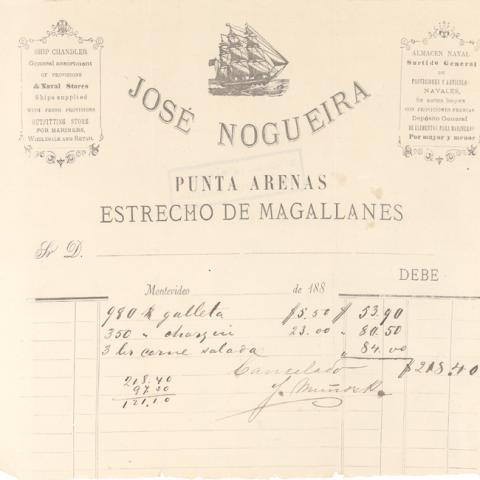 SHIP CHANDLER
General assortment
OF PROVISIONS
& Naval Stores
Ships supplied
WITH FRESH PROVISIONS
OUTFITTING STORE
FOR MARINERS,
WHOLESALE AND RETAIL.
ALMACEN NAVAL
Surtido General
DE
PROVISIONES Y ARTICULOS
NAVALES,
Se surten buques
CON PROVISIONES FRESCAS
Depósito General
DE ELEMENTOS PARA MARINEROS
Por mayor y menor
JOSÉ NOGUEIRA
PUNTA ARENAS
ESTRECHO DE MAGALLANES
Sr D.
DEBE
Montevideo de 188
980 k galleta $5.50 $ 53.90
350 " charqui 23.00 " 80.50
3 brs carne salada " 84.00
Cancelado $218.40
218.40
97.30
121.10
J. Muñoz R.